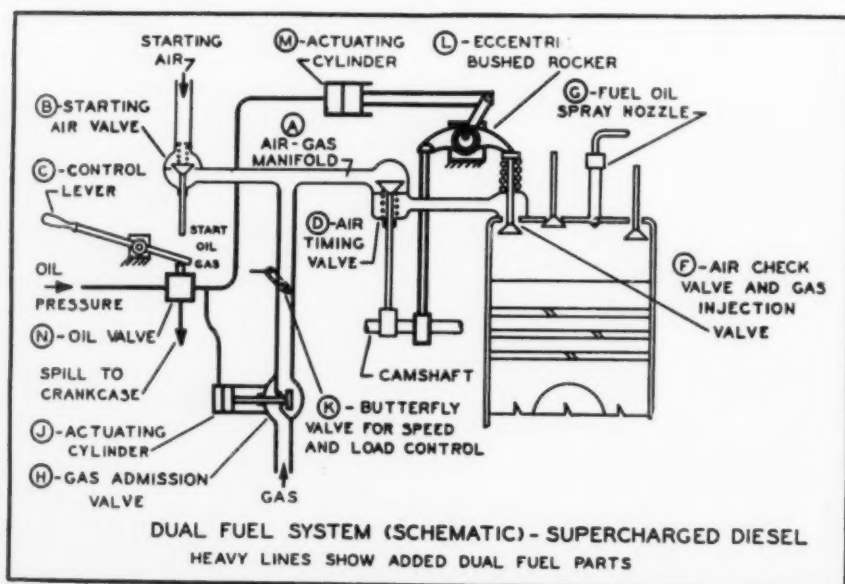 STARTING
AIR
Ⓜ-ACTUATING
CYLINDER
Ⓛ-ECCENTRI
BUSHED ROCKER
Ⓖ-FUEL OIL
SPRAY NOZZLE
Ⓑ-STARTING
AIR VALVE
Ⓐ
AIR-GAS
MANIFOLD
Ⓒ-CONTROL
LEVER
START
OIL
GAS
OIL
PRESSURE
Ⓓ-AIR
TIMING
VALVE
Ⓕ-AIR CHECK
VALVE AND GAS
INJECTION
VALVE
Ⓝ-OIL VALVE
SPILL TO
CRANKCASE
CAMSHAFT
Ⓚ-BUTTERFLY
VALVE FOR SPEED
AND LOAD CONTROL
Ⓙ-ACTUATING
CYLINDER
Ⓗ-GAS ADMISSION
VALVE
GAS
DUAL FUEL SYSTEM (SCHEMATIC)-SUPERCHARGED DIESEL
HEAVY LINES SHOW ADDED DUAL FUEL PARTS